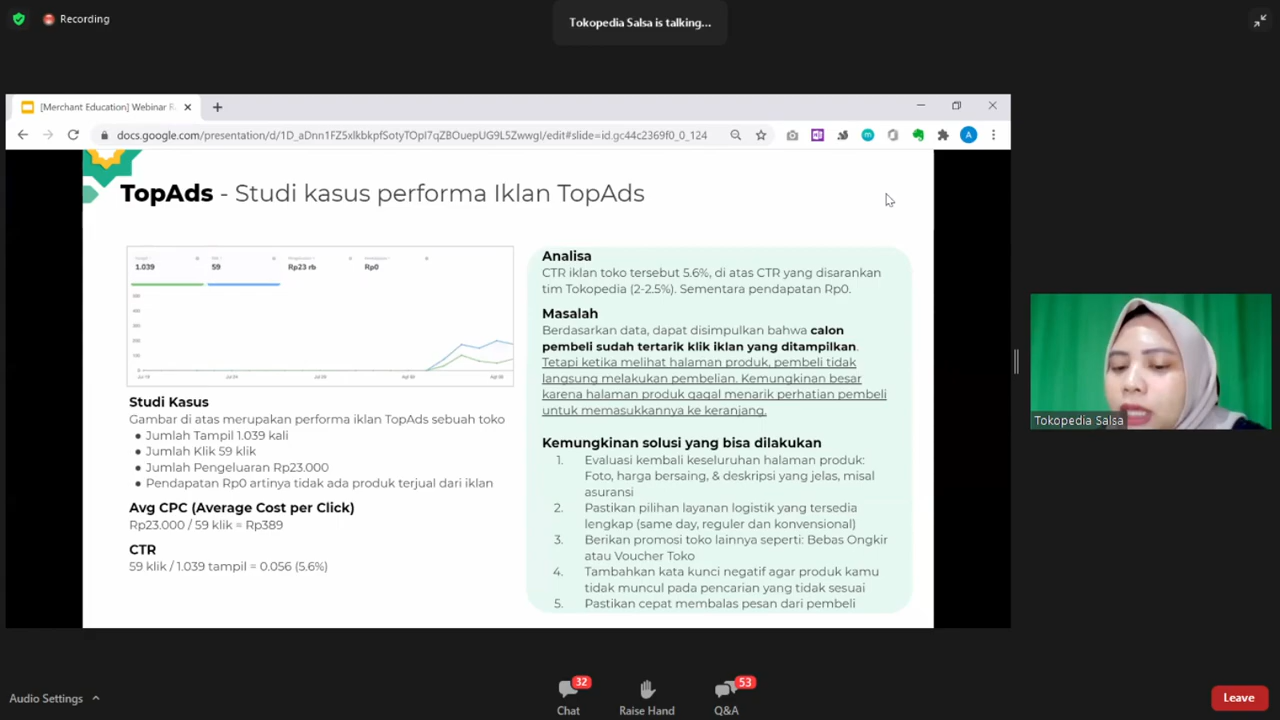 Recording
Tokopedia Salsa is talking...
[Merchant Education] Webinar R
docs.google.com/presentation/d/1D_aDnn1FZ5xlkbkpfSotyTOpI7qZBOuepUG9L5ZwwgI/edit#slide=id.gc44c2369f0_0_124
TopAds - Studi kasus performa Iklan TopAds
1.039
59
Rp23 rb
Rp0
Studi Kasus
Gambar di atas merupakan performa iklan TopAds sebuah toko
● Jumlah Tampil 1.039 kali
● Jumlah Klik 59 klik
● Jumlah Pengeluaran Rp23.000
● Pendapatan Rp0 artinya tidak ada produk terjual dari iklan
Avg CPC (Average Cost per Click)
Rp23.000 / 59 klik = Rp389
CTR
59 klik / 1.039 tampil = 0.056 (5.6%)
Analisa
CTR iklan toko tersebut 5.6%, di atas CTR yang disarankan
tim Tokopedia (2-2.5%). Sementara pendapatan Rp0.
Masalah
Berdasarkan data, dapat disimpulkan bahwa calon
pembeli sudah tertarik klik iklan yang ditampilkan.
Tetapi ketika melihat halaman produk, pembeli tidak
langsung melakukan pembelian. Kemungkinan besar
karena halaman produk gagal menarik perhatian pembeli
untuk memasukkannya ke keranjang.
Kemungkinan solusi yang bisa dilakukan
1. Evaluasi kembali keseluruhan halaman produk:
Foto, harga bersaing, & deskripsi yang jelas, misal
asuransi
2. Pastikan pilihan layanan logistik yang tersedia
lengkap (same day, reguler dan konvensional)
3. Berikan promosi toko lainnya seperti: Bebas Ongkir
atau Voucher Toko
4. Tambahkan kata kunci negatif agar produk kamu
tidak muncul pada pencarian yang tidak sesuai
5. Pastikan cepat membalas pesan dari pembeli
Tokopedia Salsa
Audio Settings
32
Chat
Raise Hand
53
Q&A
Leave